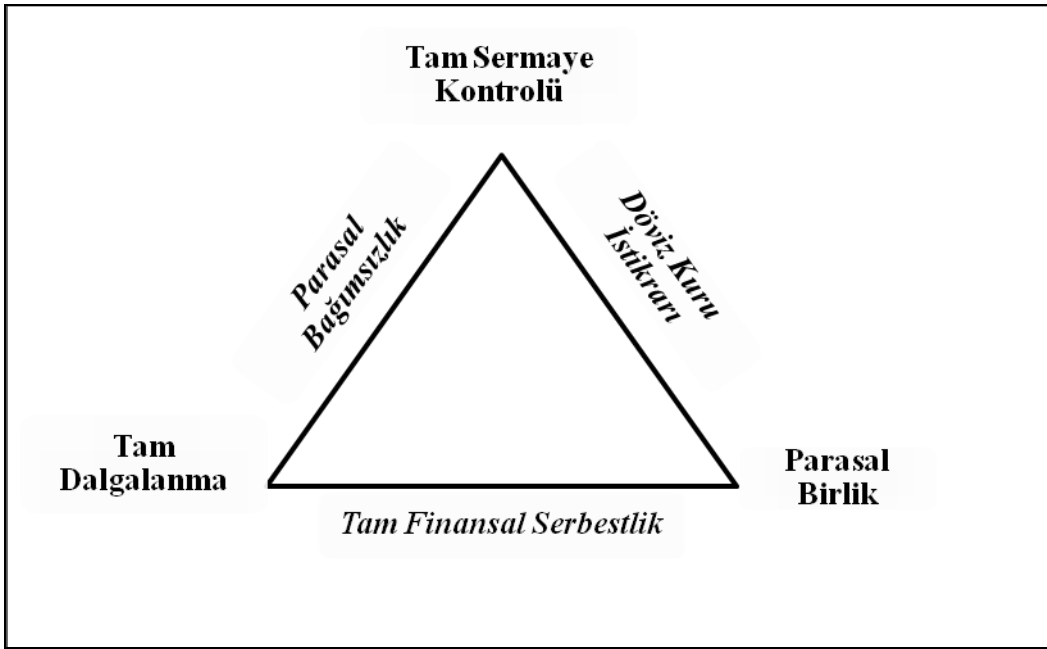 Tam Sermaye
Kontrolü
Parasal
Bağımsızlık
Döviz Kuru
İstikrarı
Tam
Dalgalanma
Parasal
Birlik
Tam Finansal Serbestlik